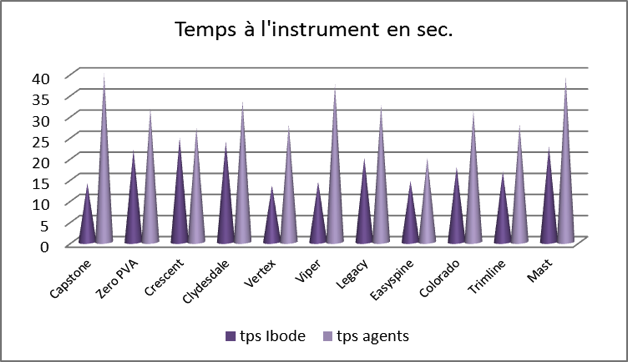 Temps à l'instrument en sec.
40
35
30
25
20
15
10
5
0
Capstone
Zero PVA
Crescent
Clydesdale
Vertex
Viper
Legacy
Easyspine
Colorado
Trimline
Mast
tps Ibode
tps agents